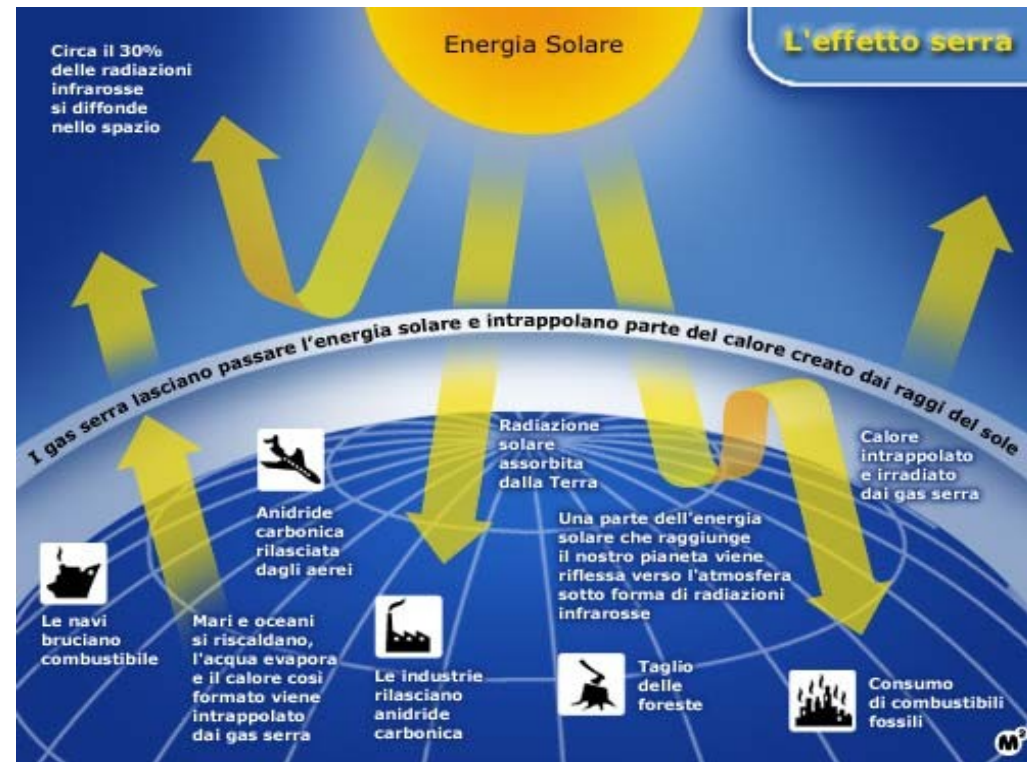 Circa il 30%
delle radiazioni
infrarosse
si diffonde
nello spazio
Energia Solare
L'effetto serra
I gas serra lasciano passare l'energia solare e intrappolano parte del calore creato dai raggi del sole
Anidride
carbonica
rilasciata
dagli aerei
Radiazione
solare
assorbita
dalla Terra
Calore
intrappolato
e irradiato
dai gas serra
Una parte dell'energia
solare che raggiunge
il nostro pianeta viene
riflessa verso l'atmosfera
sotto forma di radiazioni
infrarosse
Le navi
bruciano
combustibile
Mari e oceani
si riscaldano,
l'acqua evapora
e il calore così
formato viene
intrappolato
dai gas serra
Le industrie
rilasciano
anidride
carbonica
Taglio
delle
foreste
Consumo
di combustibili
fossili
M²